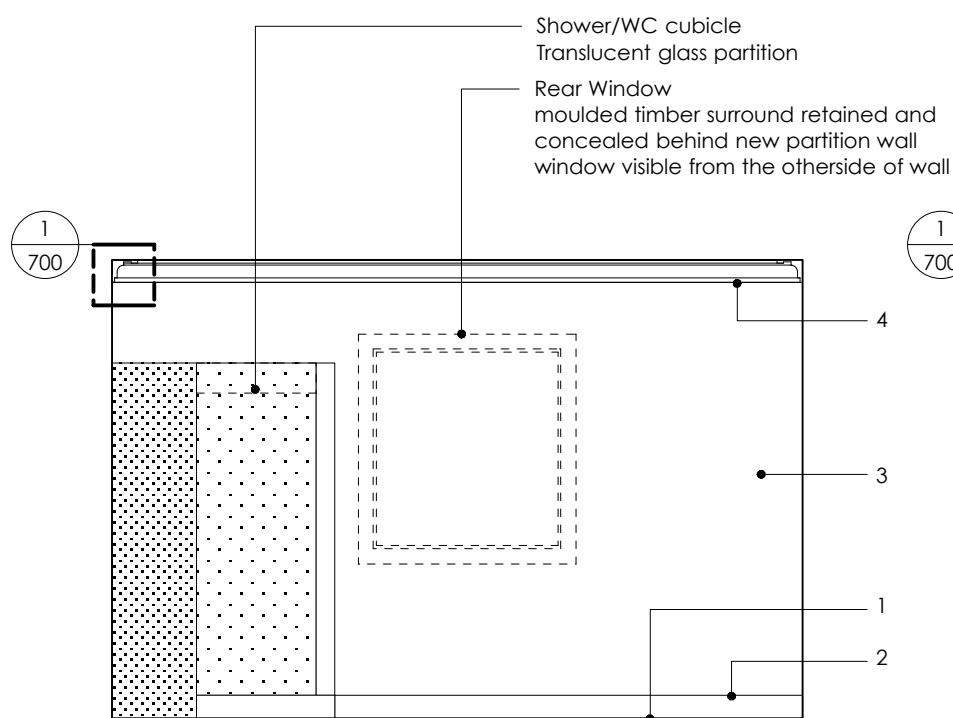 Shower/WC cubicle
Translucent glass partition
Rear Window
moulded timber surround retained and
concealed behind new partition wall
window visible from the otherside of wall
1
700
1
700
4
3
1
2